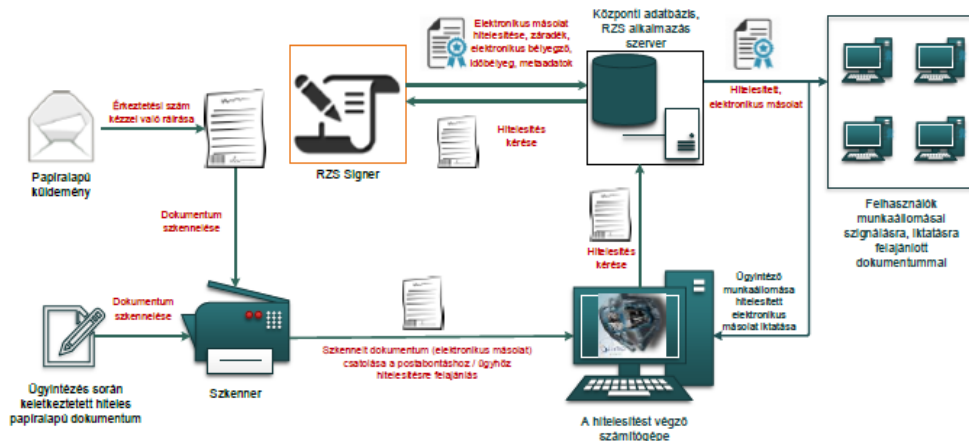 Elektronikus másolat
hitelesítése, záradék,
elektronikus bélyegző,
időbélyeg, metaadatok
Központi adatbázis,
RZS alkalmazás
szerver
Érkeztetési szám
kézzel való ráírása
Hitelesített,
elektronikus másolat
Hitelesítés
kérése
Papíralapú
küldemény
RZS Signer
Felhasználók
munkaállomásai
szignálásra, iktatásra
felajánlott
dokumentummal
Dokumentum
szkennelése
Hitelesítés
kérése
Ügyintéző
munkaállomása
hitelesített
elektronikus
másolat iktatása
Dokumentum
szkennelése
Szkennelt dokumentum (elektronikus másolat)
csatolása a postabontáshoz / ügyhöz
hitelesítésre felajánlás
Ügyintézés során
keletkeztetett hiteles
papíralapú dokumentum
Szkenner
A hitelesítést végző
számítógépe